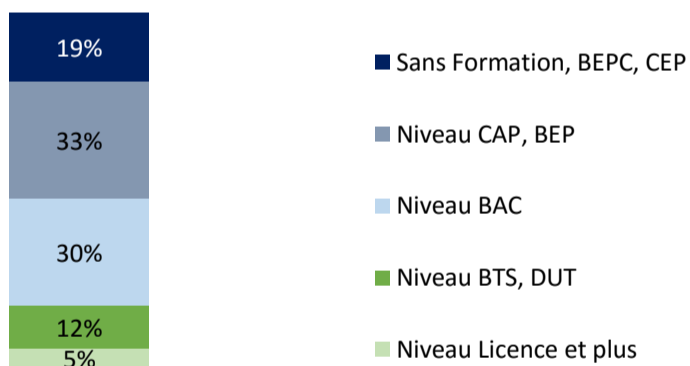 19%
33%
30%
12%
5%
Sans Formation, BEPC, CEP
Niveau CAP, BEP
Niveau BAC
Niveau BTS, DUT
Niveau Licence et plus